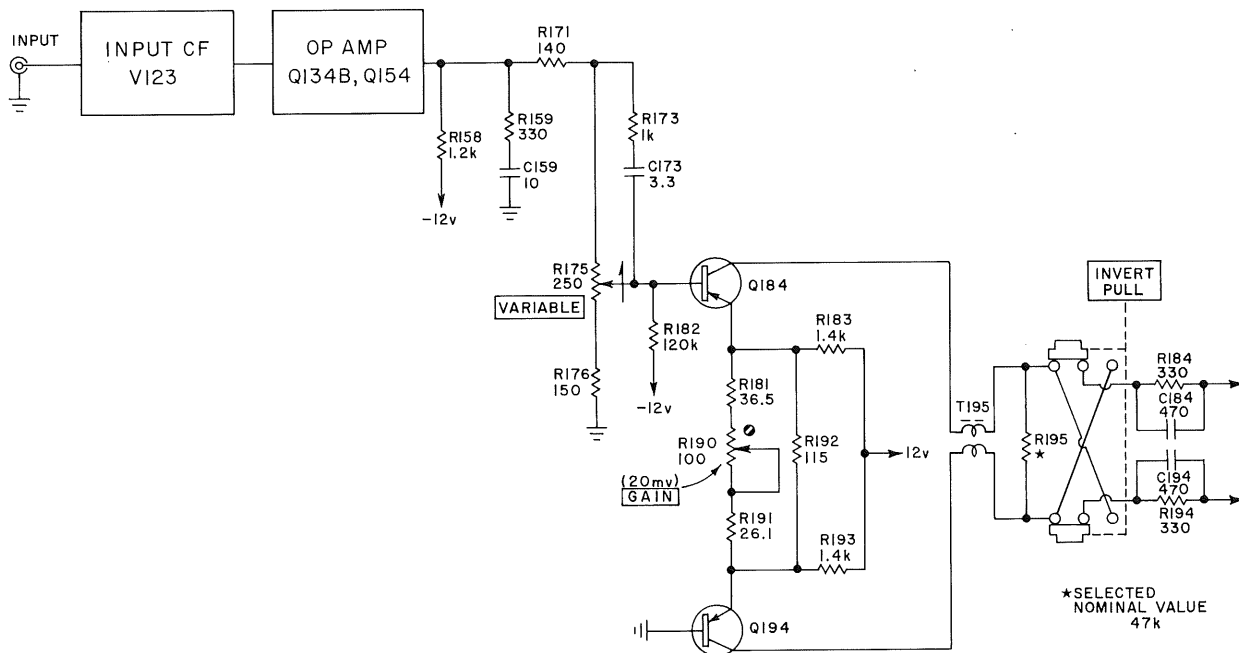 INPUT
INPUT CF
V123
OP AMP
Q134B, Q154
R171
140
R158
1.2k
-12v
R159
330
C159
10
R173
1k
C173
3.3
R175
250
VARIABLE
R176
150
R182
120k
-12v
Q184
R183
1.4k
R181
36.5
R190
100
(20mv)
GAIN
R192
115
12v
R191
26.1
R193
1.4k
Q194
T195
R195
★
INVERT
PULL
R184
330
C184
470
C194
470
R194
330
★SELECTED
NOMINAL VALUE
47k